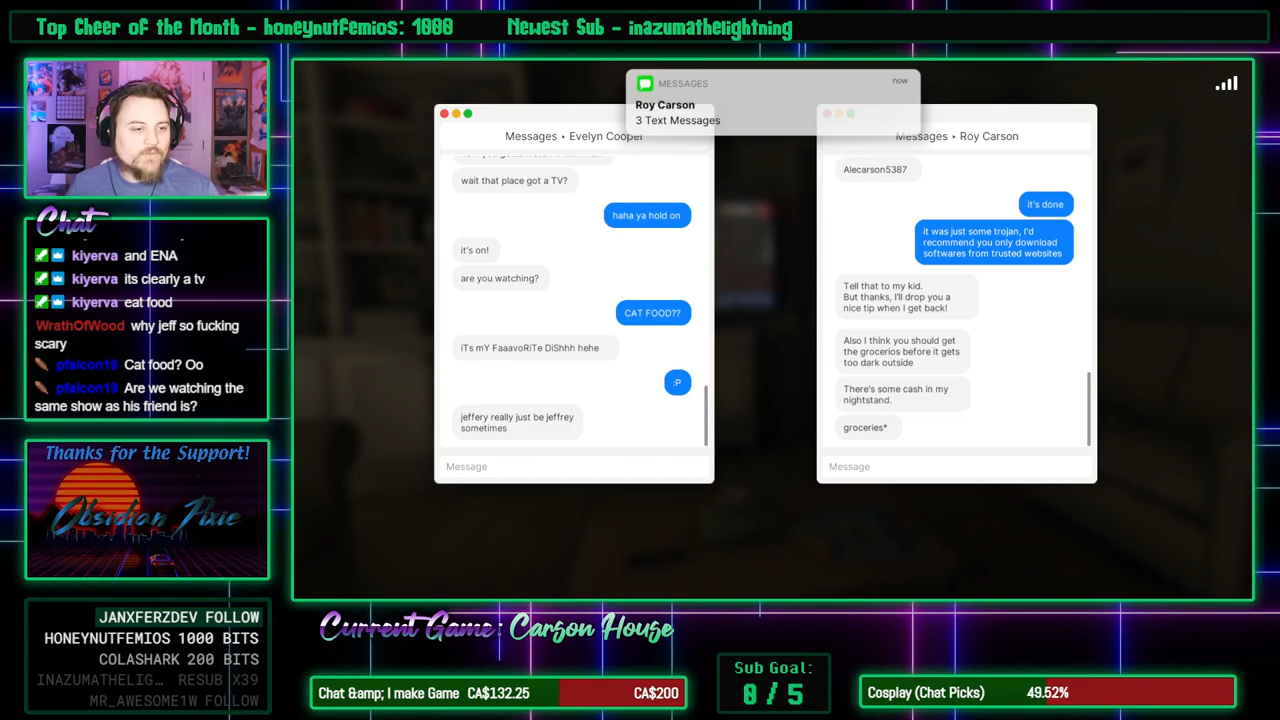 Top Cheer of the Month - honeynutfemios: 1000
Newest Sub - inazumathelightning
Chat
kiyerva and ENA
kiyerva its clearly a tv
kiyerva eat food
WrathOfWood why jeff so fucking
scary
pfalcon19 Cat food? Oo
pfalcon19 Are we watching the
same show as his friend is?
Thanks for the Support!
Obsidian Pixie
JANXFERZDEV FOLLOW
HONEYNUTFEMIOS 1000 BITS
COLASHARK 200 BITS
INAZUMATHELIG... RESUB X39
MR_AWESOME1W FOLLOW
MESSAGES
now
Roy Carson
3 Text Messages
Messages • Evelyn Cooper
wait that place got a TV?
haha ya hold on
it's on!
are you watching?
CAT FOOD??
iTs mY FaaavoRiTe DiShhh hehe
:P
jeffery really just be jeffrey
sometimes
Message
Messages • Roy Carson
Alecarson5387
it's done
it was just some trojan, I'd
recommend you only download
softwares from trusted websites
Tell that to my kid.
But thanks, I'll drop you a
nice tip when I get back!
Also I think you should get
the grocerios before it gets
too dark outside
There's some cash in my
nightstand.
groceries*
Message
Current Game: Carson House
Chat &amp; I make Game CA$132.25 CA$200
Sub Goal:
0 / 5
Cosplay (Chat Picks) 49.52%